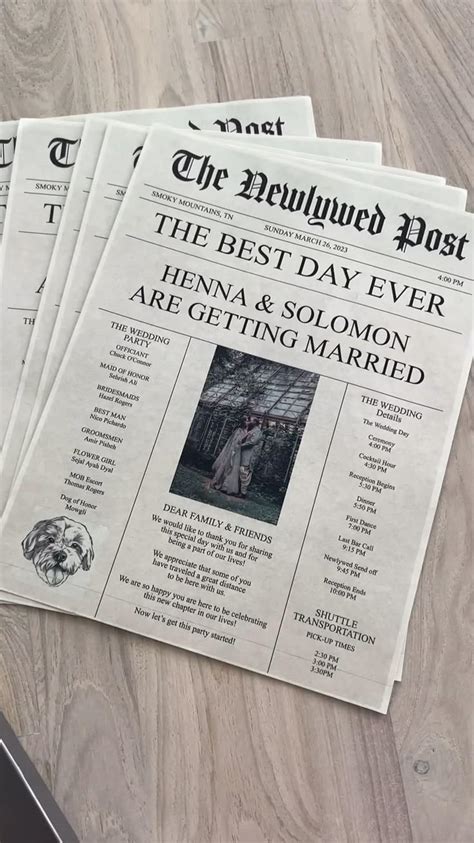 Post
The Newlywed Post
SMOKY
SMOKY MOUNTAINS, TN
SUNDAY MARCH 26, 2023
4:00 PM
THE BEST DAY EVER
HENNA & SOLOMON
ARE GETTING MARRIED
THE WEDDING
PARTY
OFFICIANT
Chuck O'Connor
MAID OF HONOR
Sehrish Ali
BRIDESMAIDS
Hazel Rogers
BEST MAN
Nico Pichardo
GROOMSMEN
Amir Pisheh
FLOWER GIRL
Sejal Ayah Dyal
MOB Escort
Thomas Rogers
Dog of Honor
Mowgli
DEAR FAMILY & FRIENDS
We would like to thank you for sharing
this special day with us and for
being a part of our lives!
We appreciate that some of you
have traveled a great distance
to be here with us.
We are so happy you are here to be celebrating
this new chapter in our lives!
Now let's get this party started!
THE WEDDING
Details
The Wedding Day
Ceremony
4:00 PM
Cocktail Hour
4:30 PM
Reception Begins
5:30 PM
Dinner
5:50 PM
First Dance
7:00 PM
Last Bar Call
9:15 PM
Newlywed Send off
9:45 PM
Reception Ends
10:00 PM
SHUTTLE
TRANSPORTATION
PICK-UP TIMES
2:30 PM
3:00 PM
3:30PM